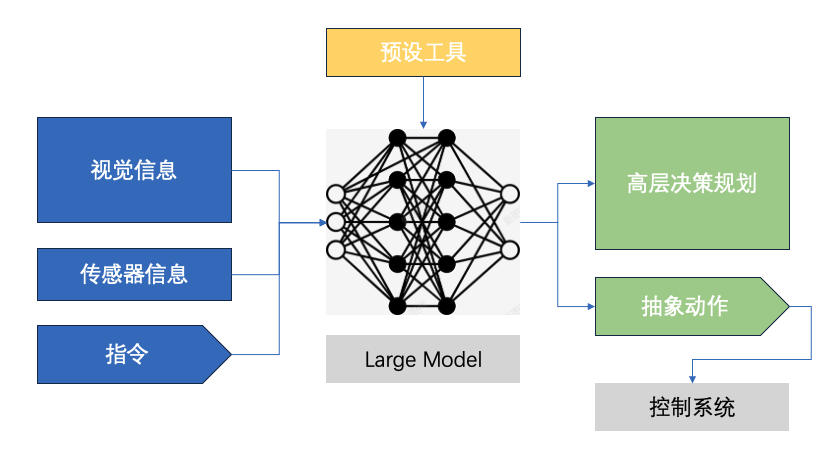 预设工具
视觉信息
传感器信息
指令
Large Model
高层决策规划
抽象动作
控制系统